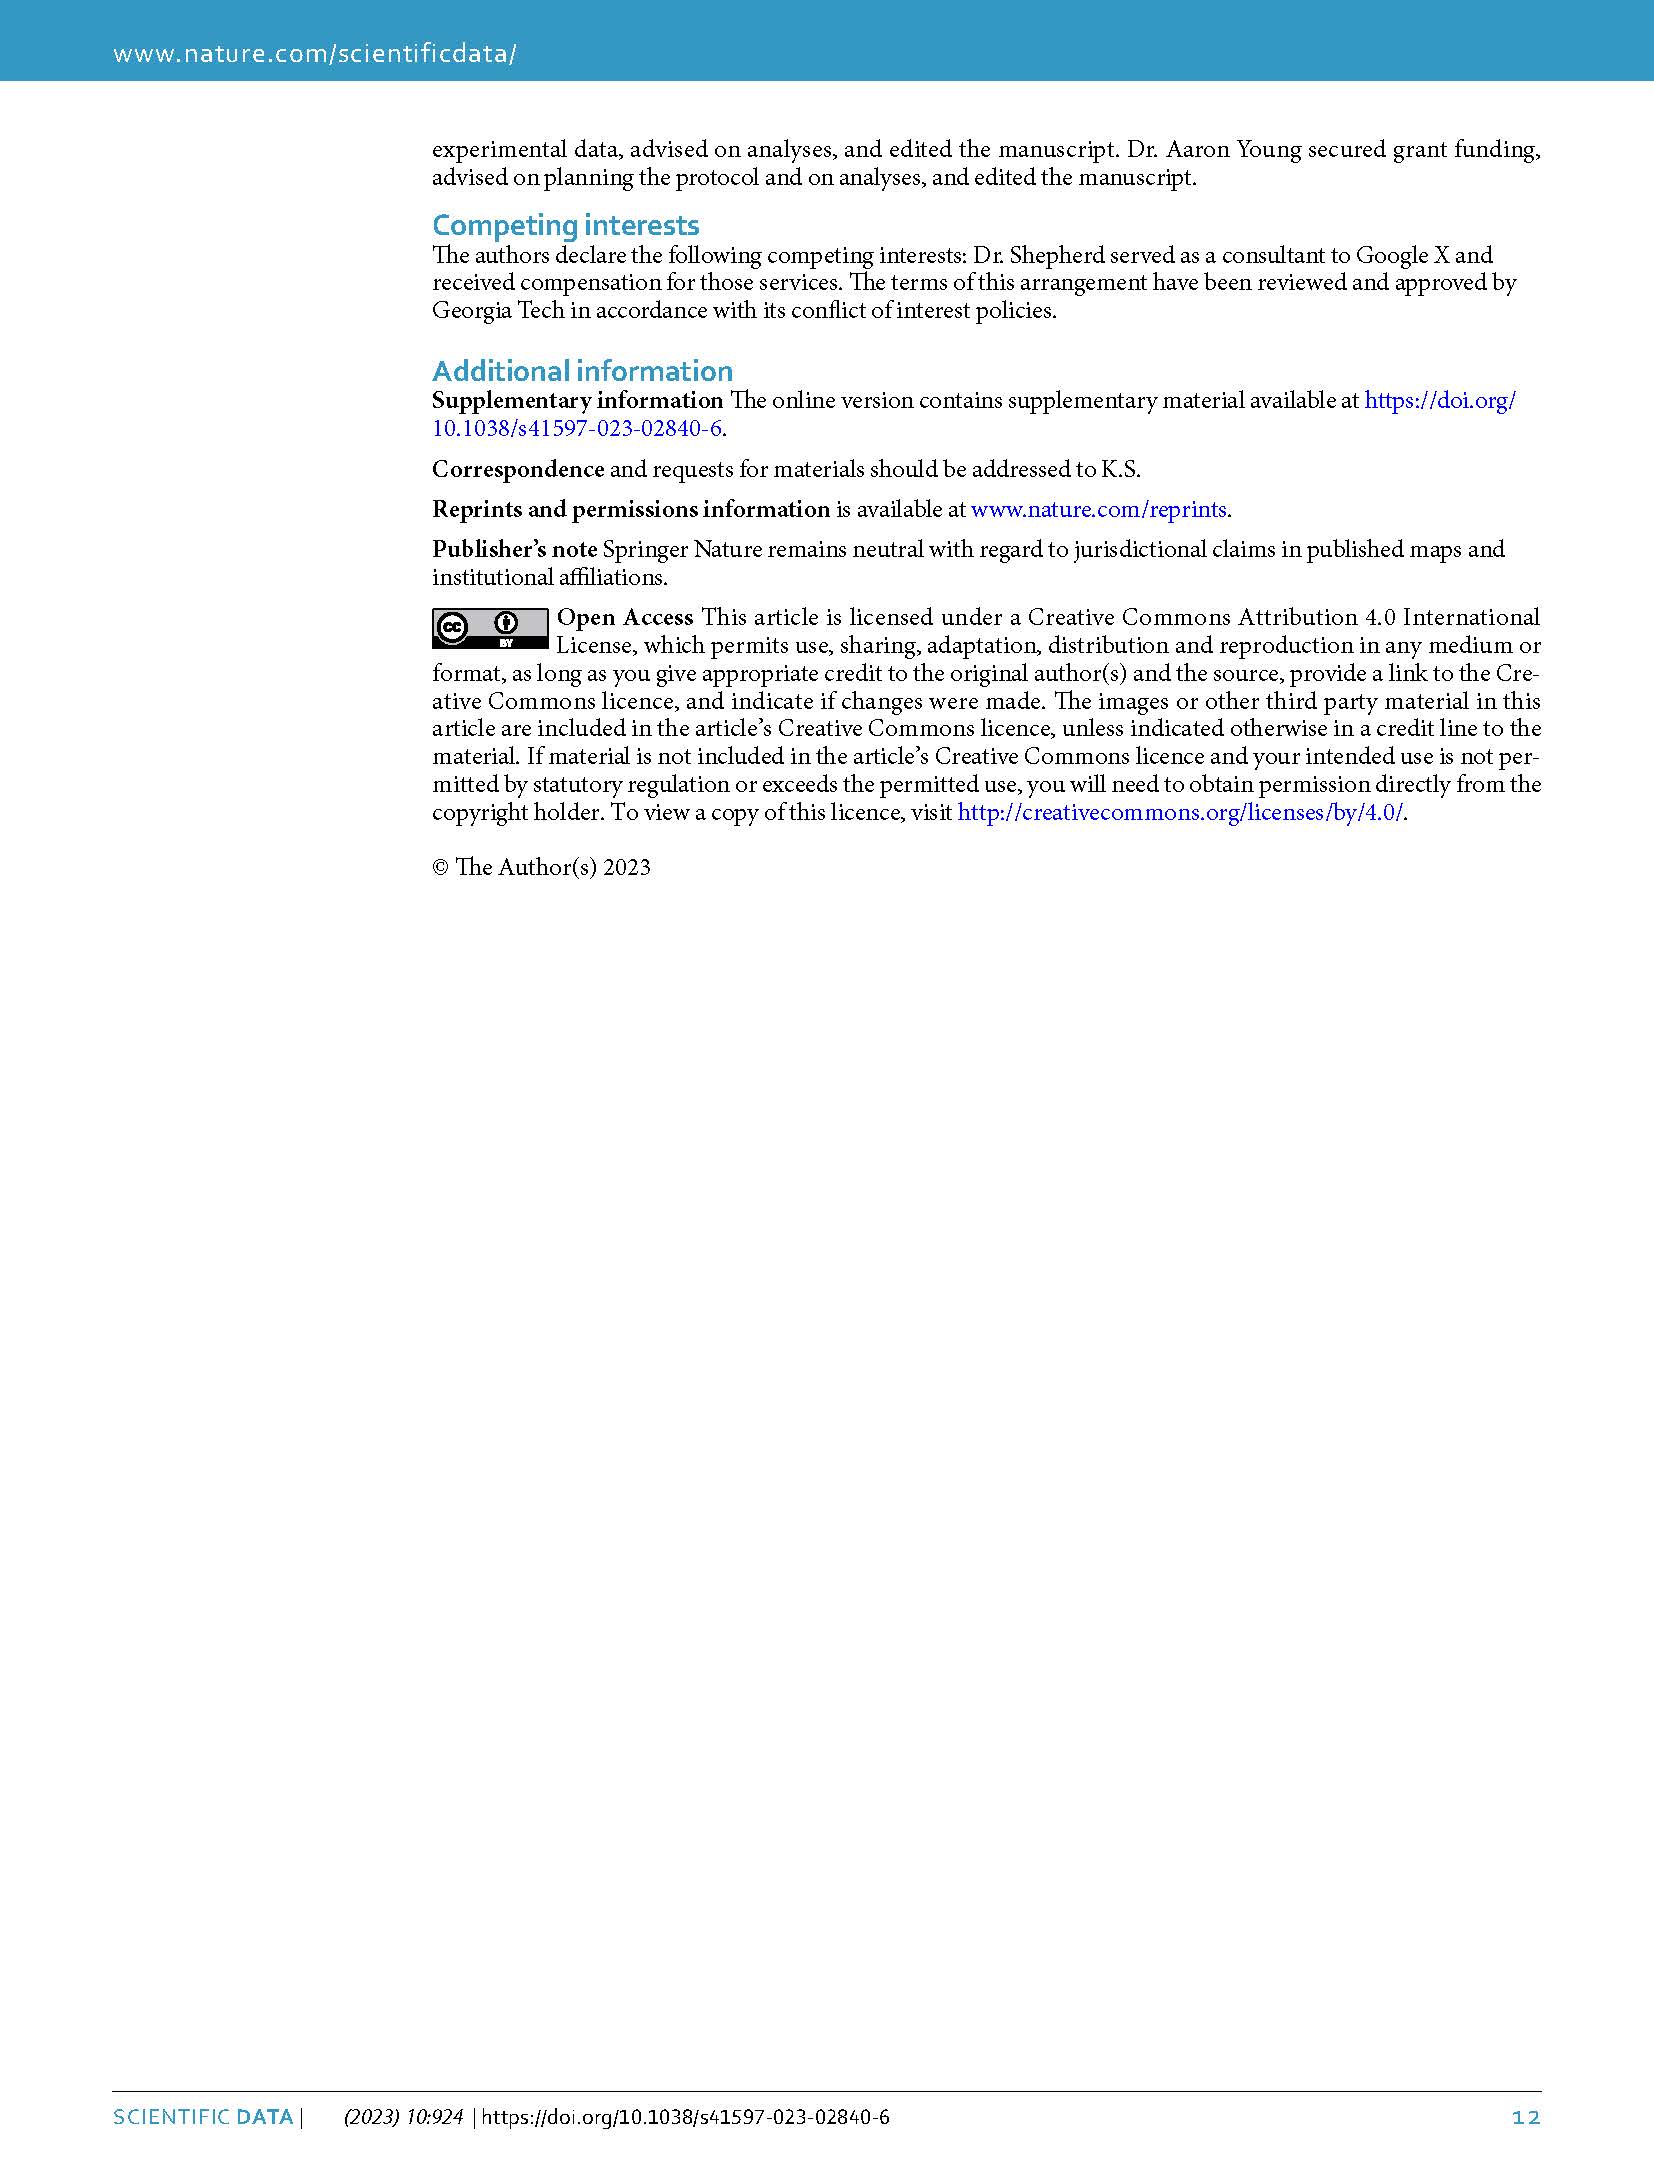 www.nature.com/scientificdata/
experimental data, advised on analyses, and edited the manuscript. Dr. Aaron Young secured grant funding,
advised on planning the protocol and on analyses, and edited the manuscript.
Competing interests
The authors declare the following competing interests: Dr. Shepherd served as a consultant to Google X and
received compensation for those services. The terms of this arrangement have been reviewed and approved by
Georgia Tech in accordance with its conflict of interest policies.
Additional information
Supplementary information The online version contains supplementary material available at https://doi.org/
10.1038/s41597-023-02840-6.
Correspondence and requests for materials should be addressed to K.S.
Reprints and permissions information is available at www.nature.com/reprints.
Publisher’s note Springer Nature remains neutral with regard to jurisdictional claims in published maps and
institutional affiliations.
cc BY Open Access This article is licensed under a Creative Commons Attribution 4.0 International
License, which permits use, sharing, adaptation, distribution and reproduction in any medium or
format, as long as you give appropriate credit to the original author(s) and the source, provide a link to the Cre-
ative Commons licence, and indicate if changes were made. The images or other third party material in this
article are included in the article’s Creative Commons licence, unless indicated otherwise in a credit line to the
material. If material is not included in the article’s Creative Commons licence and your intended use is not per-
mitted by statutory regulation or exceeds the permitted use, you will need to obtain permission directly from the
copyright holder. To view a copy of this licence, visit http://creativecommons.org/licenses/by/4.0/.
© The Author(s) 2023
SCIENTIFIC DATA | (2023) 10:924 | https://doi.org/10.1038/s41597-023-02840-6 12